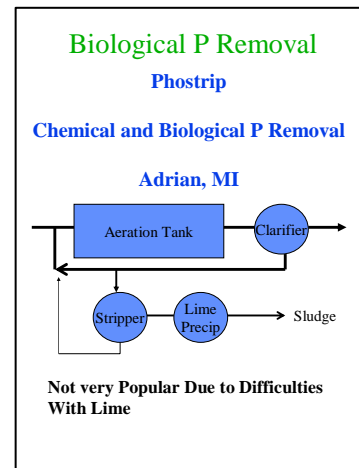 Biological P Removal
Phostrip
Chemical and Biological P Removal
Adrian, MI
Aeration Tank
Clarifier
Stripper
Lime
Precip
Sludge
Not very Popular Due to Difficulties
With Lime